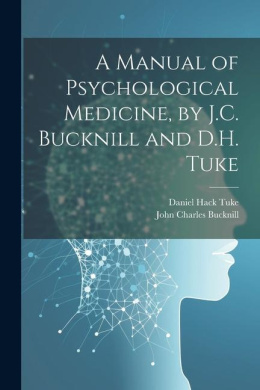 A Manual of
Psychological
Medicine, by J.C.
Bucknill and D.H.
Tuke
Daniel Hack Tuke
John Charles Bucknill